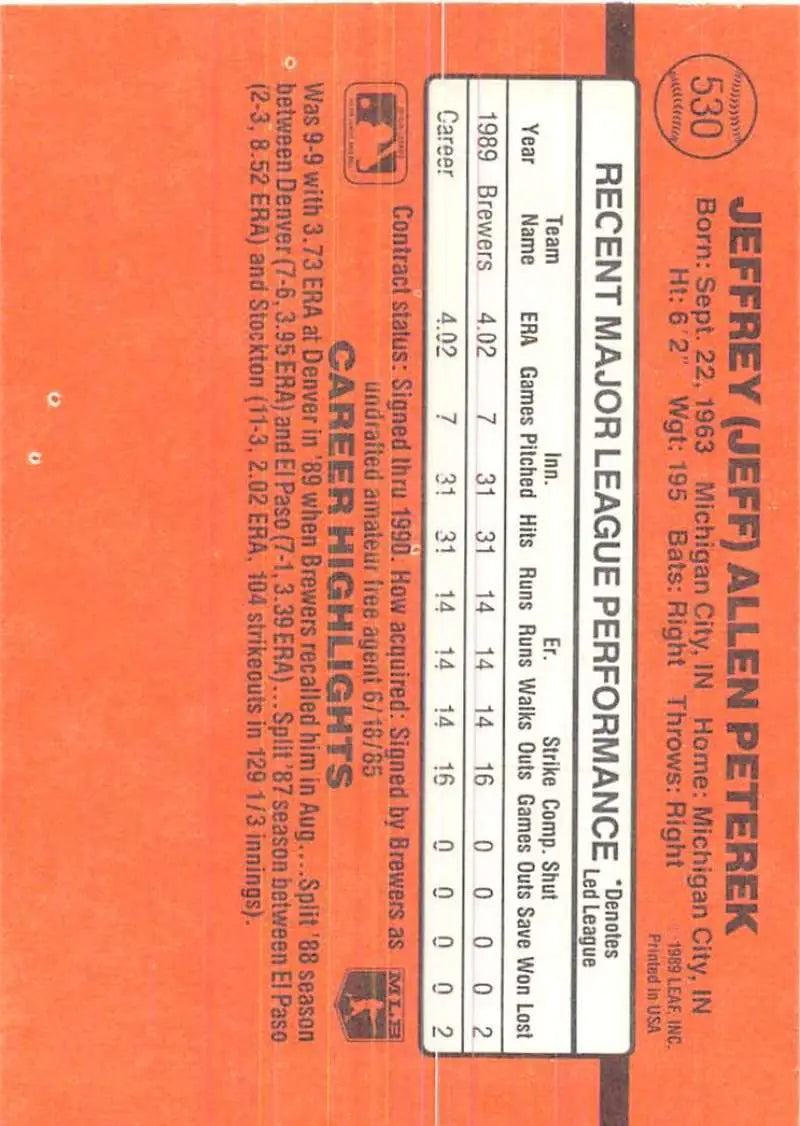 530
JEFFREY (JEFF) ALLEN PETEREK
Born: Sept. 22, 1963 Michigan City, IN Home: Michigan City, IN
Ht: 6'2" Wgt: 195 Bats: Right Throws: Right
©1989 LEAF, INC.
Printed in USA
RECENT MAJOR LEAGUE PERFORMANCE *Denotes
Led League
Team Inn. Er. Strike Comp. Shut
Year Name ERA Games Pitched Hits Runs Runs Walks Outs Games Outs Save Won Lost
1989 Brewers 4.02 7 31 31 14 14 14 16 0 0 0 0 2
Career 4.02 7 31 31 14 14 14 16 0 0 0 0 2
Contract status: Signed thru 1990. How acquired: Signed by Brewers as
undrafted amateur free agent 6/18/85
MLB
CAREER HIGHLIGHTS
Was 9-9 with 3.73 ERA at Denver in '89 when Brewers recalled him in Aug....Split '88 season
between Denver (7-6, 3.95 ERA) and El Paso (7-1, 3.39 ERA)...Split '87 season between El Paso
(2-3, 8.52 ERA) and Stockton (11-3, 2.02 ERA, 104 strikeouts in 129 1/3 innings).